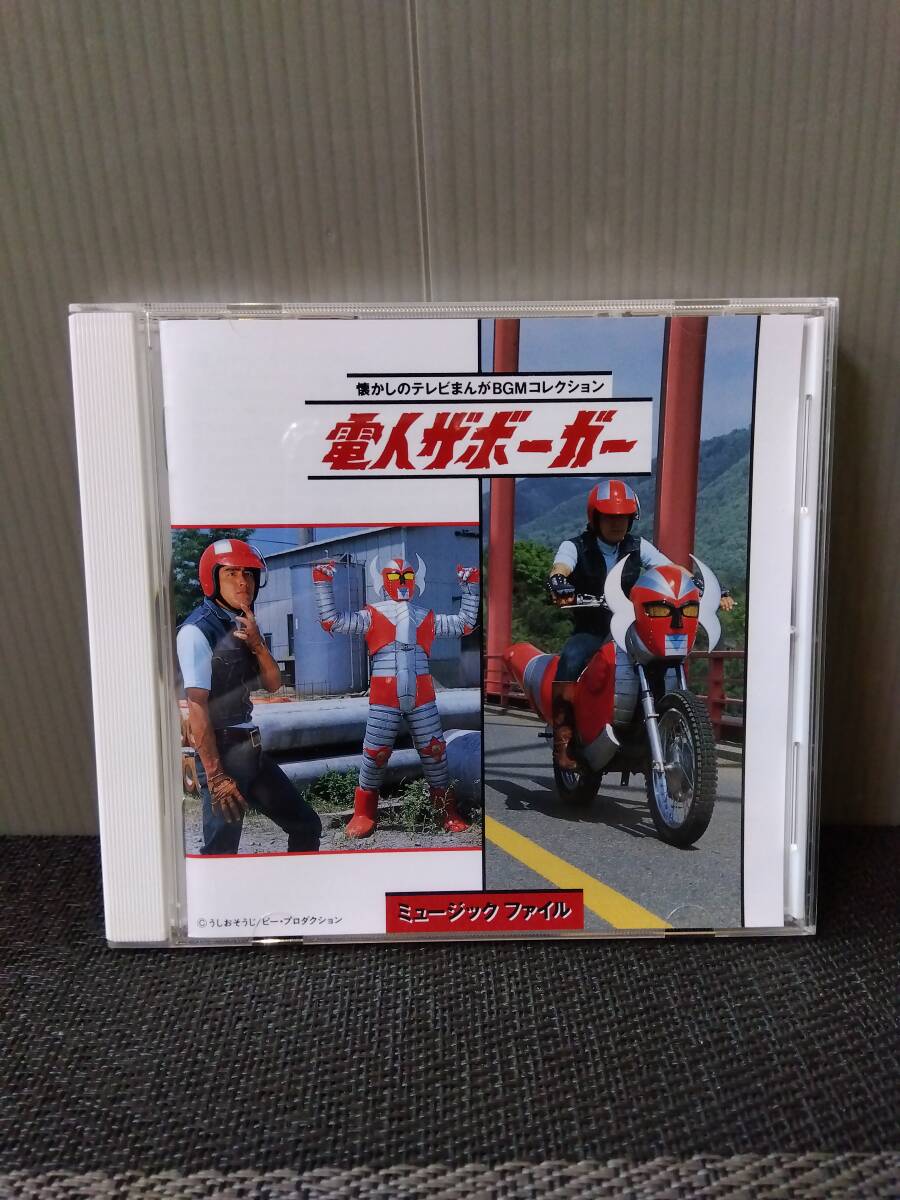 懐かしのテレビまんがBGMコレクション
電人ザボーガー
©うしおそうじ/ピー・プロダクション
ミュージック ファイル